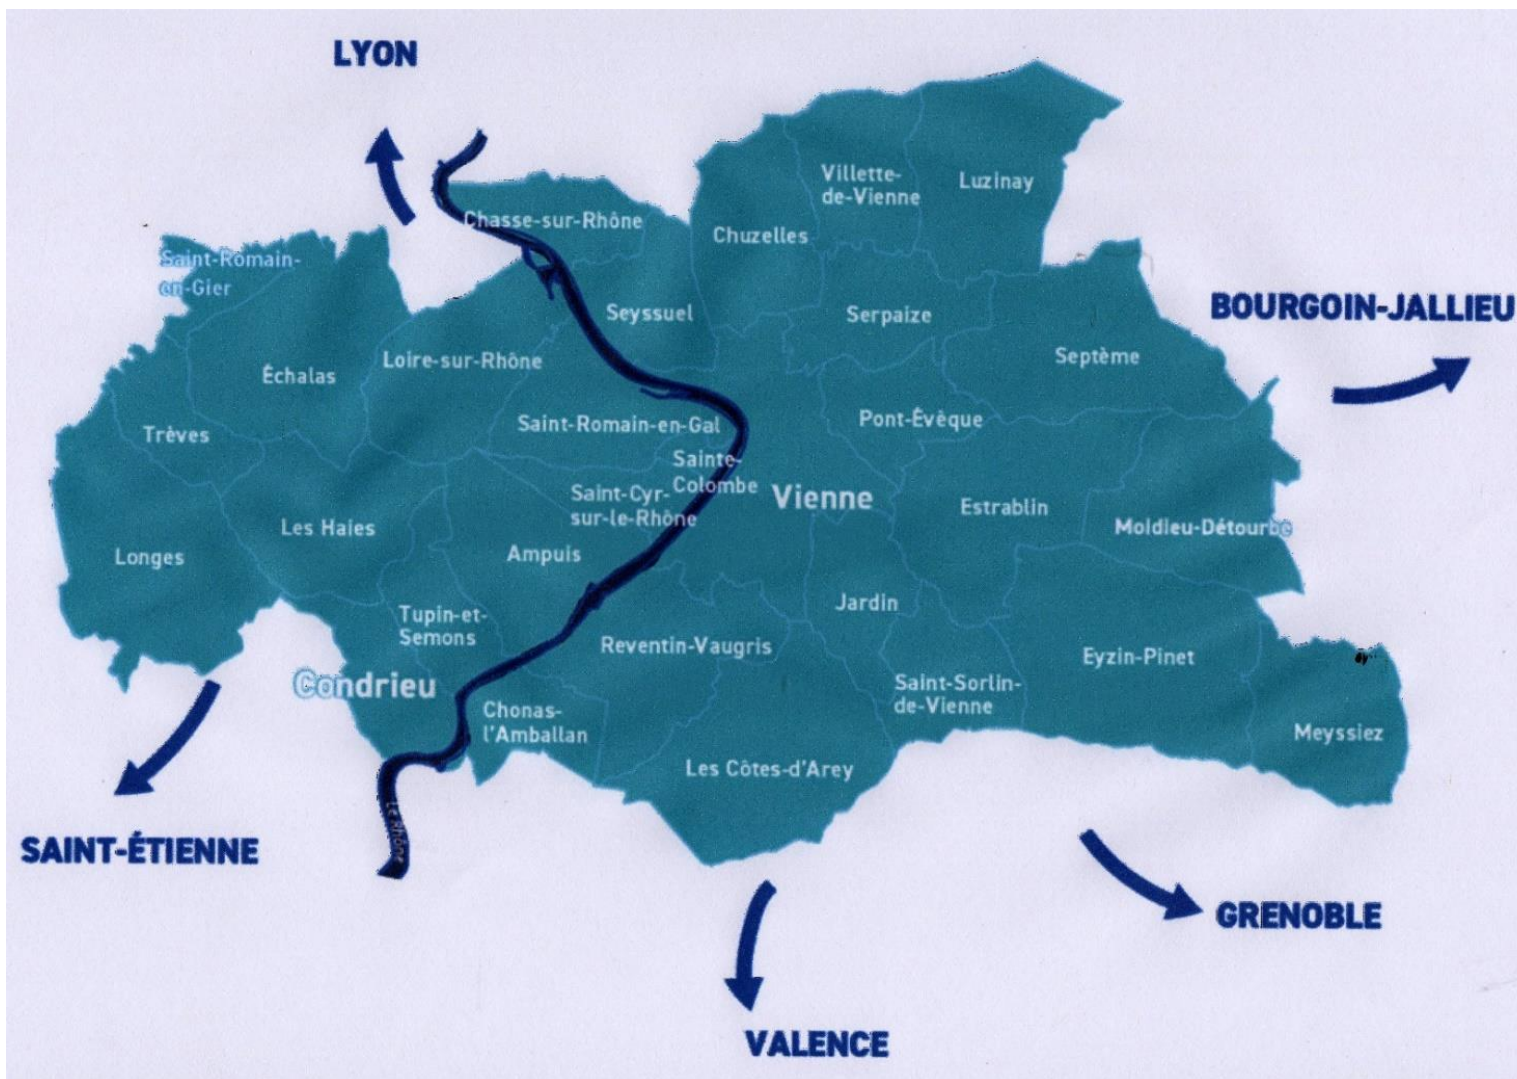 LYON
Villette-
de-Vienne
Luzinay
Chasse-sur-Rhône
Chuzelles
Saint-Romain-
en-Gier
Seyssuel
Serpaize
BOURGOIN-JALLIEU
Loire-sur-Rhône
Échalas
Septème
Saint-Romain-en-Gal
Pont-Évêque
Trèves
Sainte-
Colombe
Saint-Cyr-
sur-le-Rhône
Vienne
Estrablin
Les Haies
Moidieu-Détourbe
Longes
Ampuis
Jardin
Tupin-et-
Semons
Reventin-Vaugris
Eyzin-Pinet
Condrieu
Saint-Sorlin-
de-Vienne
Chonas-
l'Amballan
Meyssiez
Les Côtes-d'Arey
Le Rhône
SAINT-ÉTIENNE
GRENOBLE
VALENCE